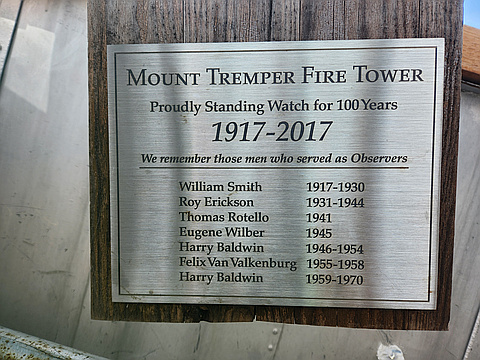 Mount Tremper Fire Tower
Proudly Standing Watch for 100 Years
1917-2017
We remember those men who served as Observers
William Smith 1917-1930
Roy Erickson 1931-1944
Thomas Rotello 1941
Eugene Wilber 1945
Harry Baldwin 1946-1954
Felix Van Valkenburg 1955-1958
Harry Baldwin 1959-1970